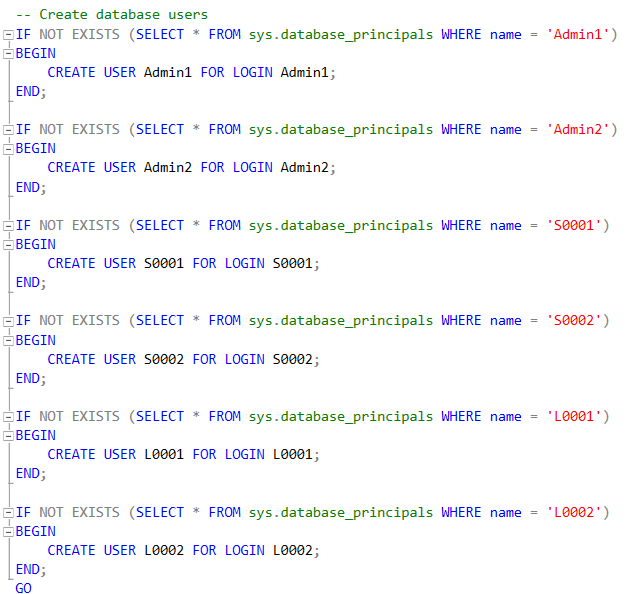 -- Create database users
IF NOT EXISTS (SELECT * FROM sys.database_principals WHERE name = 'Admin1')
BEGIN
    CREATE USER Admin1 FOR LOGIN Admin1;
END;

IF NOT EXISTS (SELECT * FROM sys.database_principals WHERE name = 'Admin2')
BEGIN
    CREATE USER Admin2 FOR LOGIN Admin2;
END;

IF NOT EXISTS (SELECT * FROM sys.database_principals WHERE name = 'S0001')
BEGIN
    CREATE USER S0001 FOR LOGIN S0001;
END;

IF NOT EXISTS (SELECT * FROM sys.database_principals WHERE name = 'S0002')
BEGIN
    CREATE USER S0002 FOR LOGIN S0002;
END;

IF NOT EXISTS (SELECT * FROM sys.database_principals WHERE name = 'L0001')
BEGIN
    CREATE USER L0001 FOR LOGIN L0001;
END;

IF NOT EXISTS (SELECT * FROM sys.database_principals WHERE name = 'L0002')
BEGIN
    CREATE USER L0002 FOR LOGIN L0002;
END;
GO